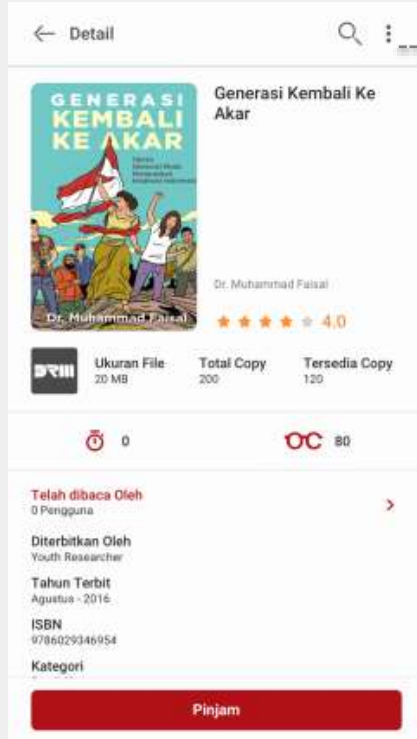 Detail
GENERASI
KEMBALI
KE AKAR
Dr. Muhammad Faisal
Generasi Kembali Ke
Akar
Dr. Muhammad Faisal
4.0
DRM
Ukuran File
20 MB
Total Copy
200
Tersedia Copy
120
0
80
Telah dibaca Oleh
0 Pengguna
Diterbitkan Oleh
Youth Researcher
Tahun Terbit
Agustus - 2016
ISBN
9786029346954
Kategori
Pinjam